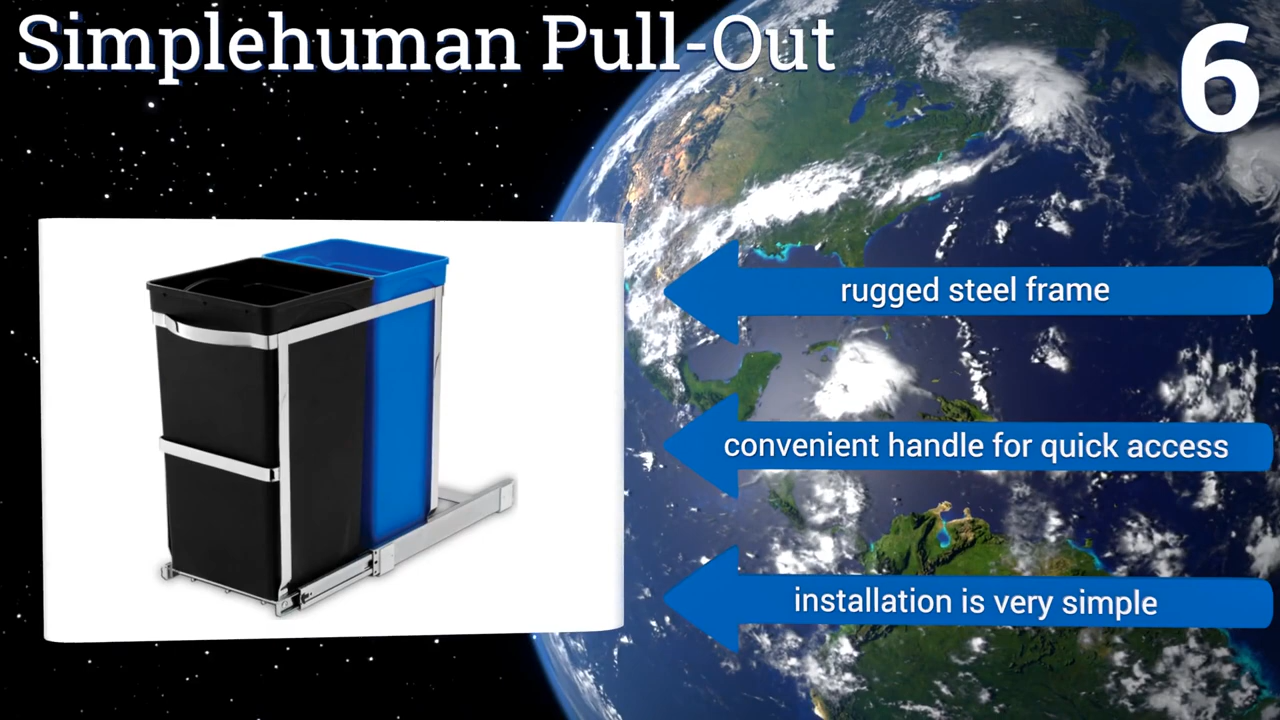 Simplehuman Pull-Out
6
rugged steel frame
convenient handle for quick access
installation is very simple